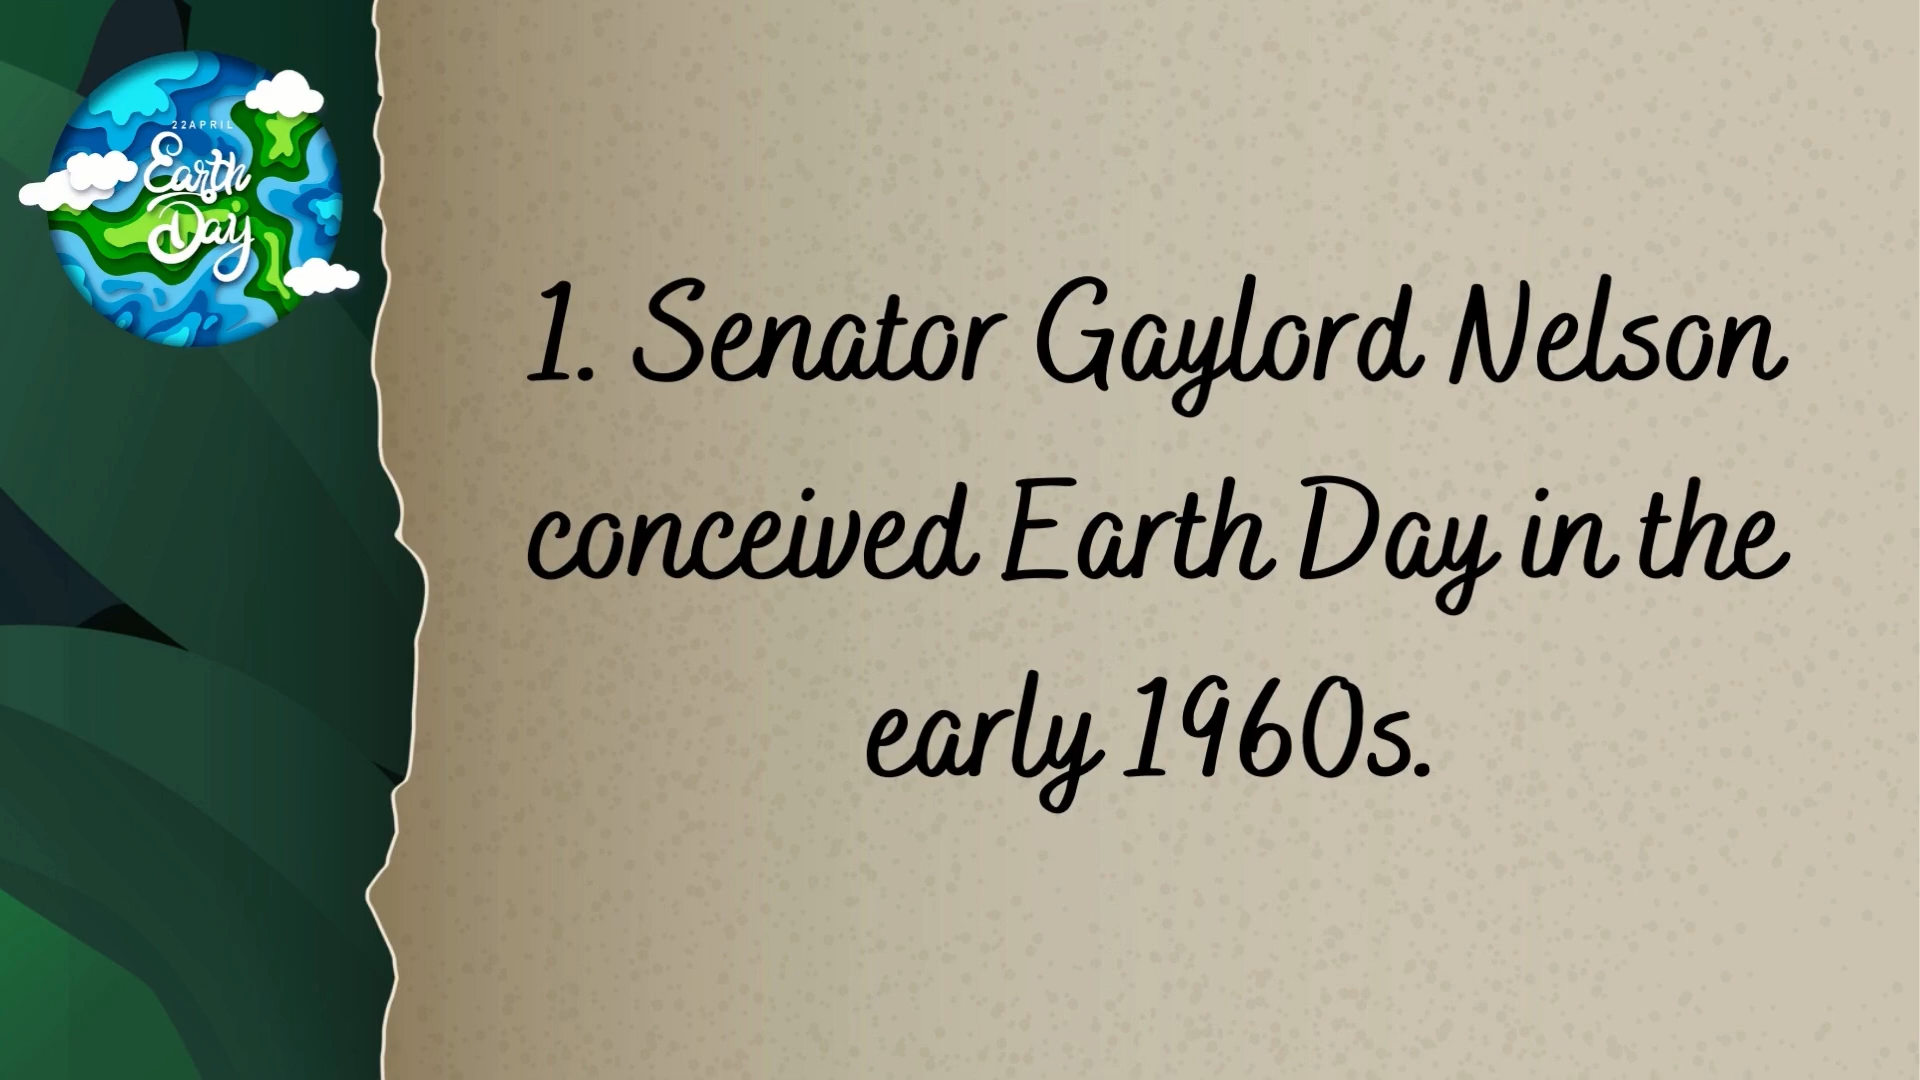 22APRIL
Earth
Day
1. Senator Gaylord Nelson
conceived Earth Day in the
early 1960s.